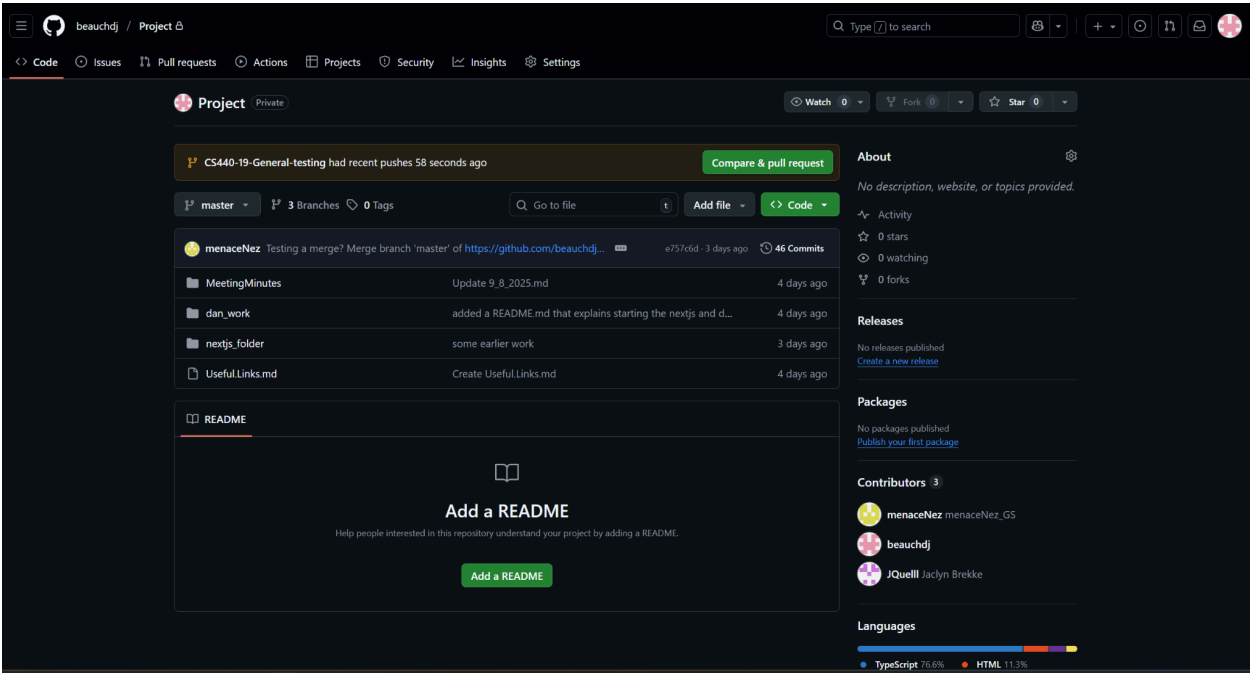 beauchdj / Project
Type / to search
Code Issues Pull requests Actions Projects Security Insights Settings
Project Private
Watch 0 Fork 0 Star 0
CS440-19-General-testing had recent pushes 58 seconds ago Compare & pull request
master 3 Branches 0 Tags Go to file t Add file Code
menaceNez Testing a merge? Merge branch 'master' of https://github.com/beauchdj... e757c6d · 3 days ago 46 Commits
MeetingMinutes Update 9_8_2025.md 4 days ago
dan_work added a README.md that explains starting the nextjs and d... 4 days ago
nextjs_folder some earlier work 3 days ago
Useful.Links.md Create Useful.Links.md 4 days ago
README
Add a README
Help people interested in this repository understand your project by adding a README.
Add a README
About
No description, website, or topics provided.
Activity
0 stars
0 watching
0 forks
Releases
No releases published
Create a new release
Packages
No packages published
Publish your first package
Contributors 3
menaceNez menaceNez_GS
beauchdj
JQuelll Jaclyn Brekke
Languages
TypeScript 76.6% HTML 11.3%